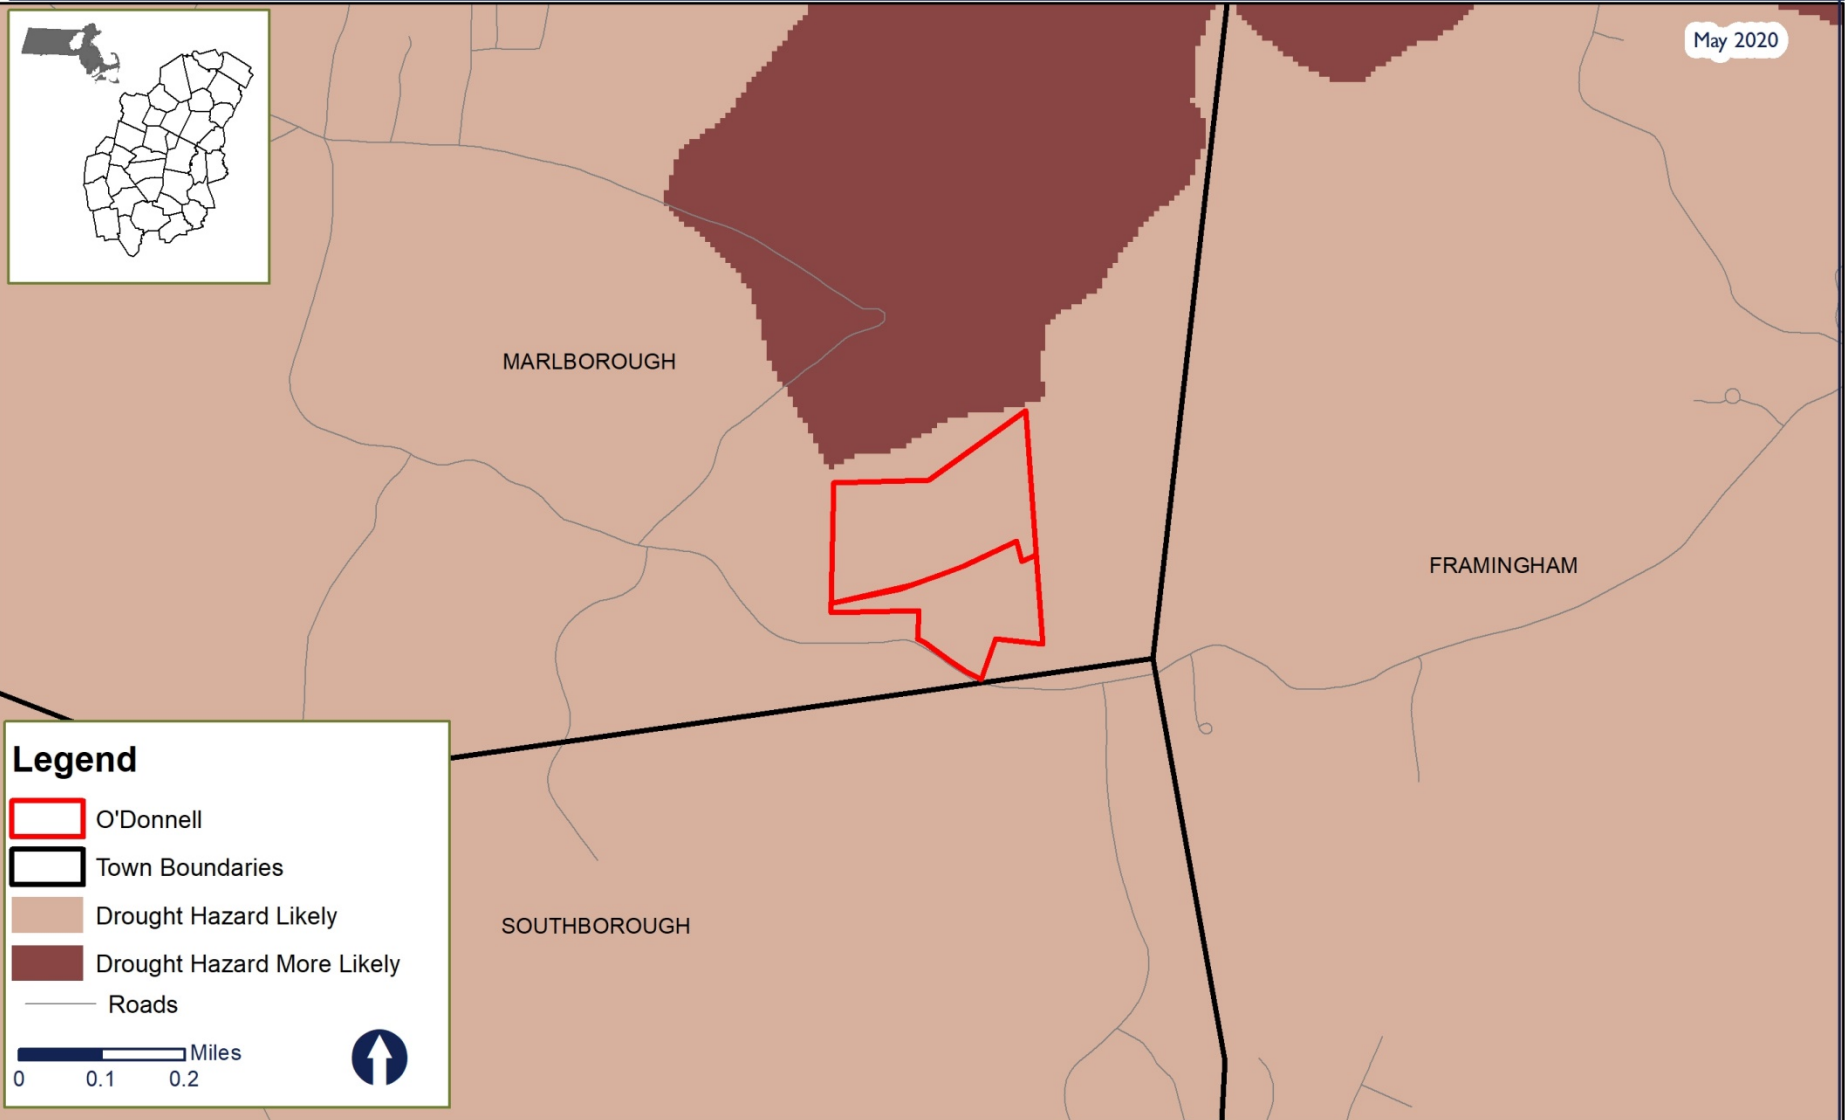 May 2020
MARLBOROUGH
FRAMINGHAM
SOUTHBOROUGH
Legend
O'Donnell
Town Boundaries
Drought Hazard Likely
Drought Hazard More Likely
Roads
Miles
0 0.1 0.2